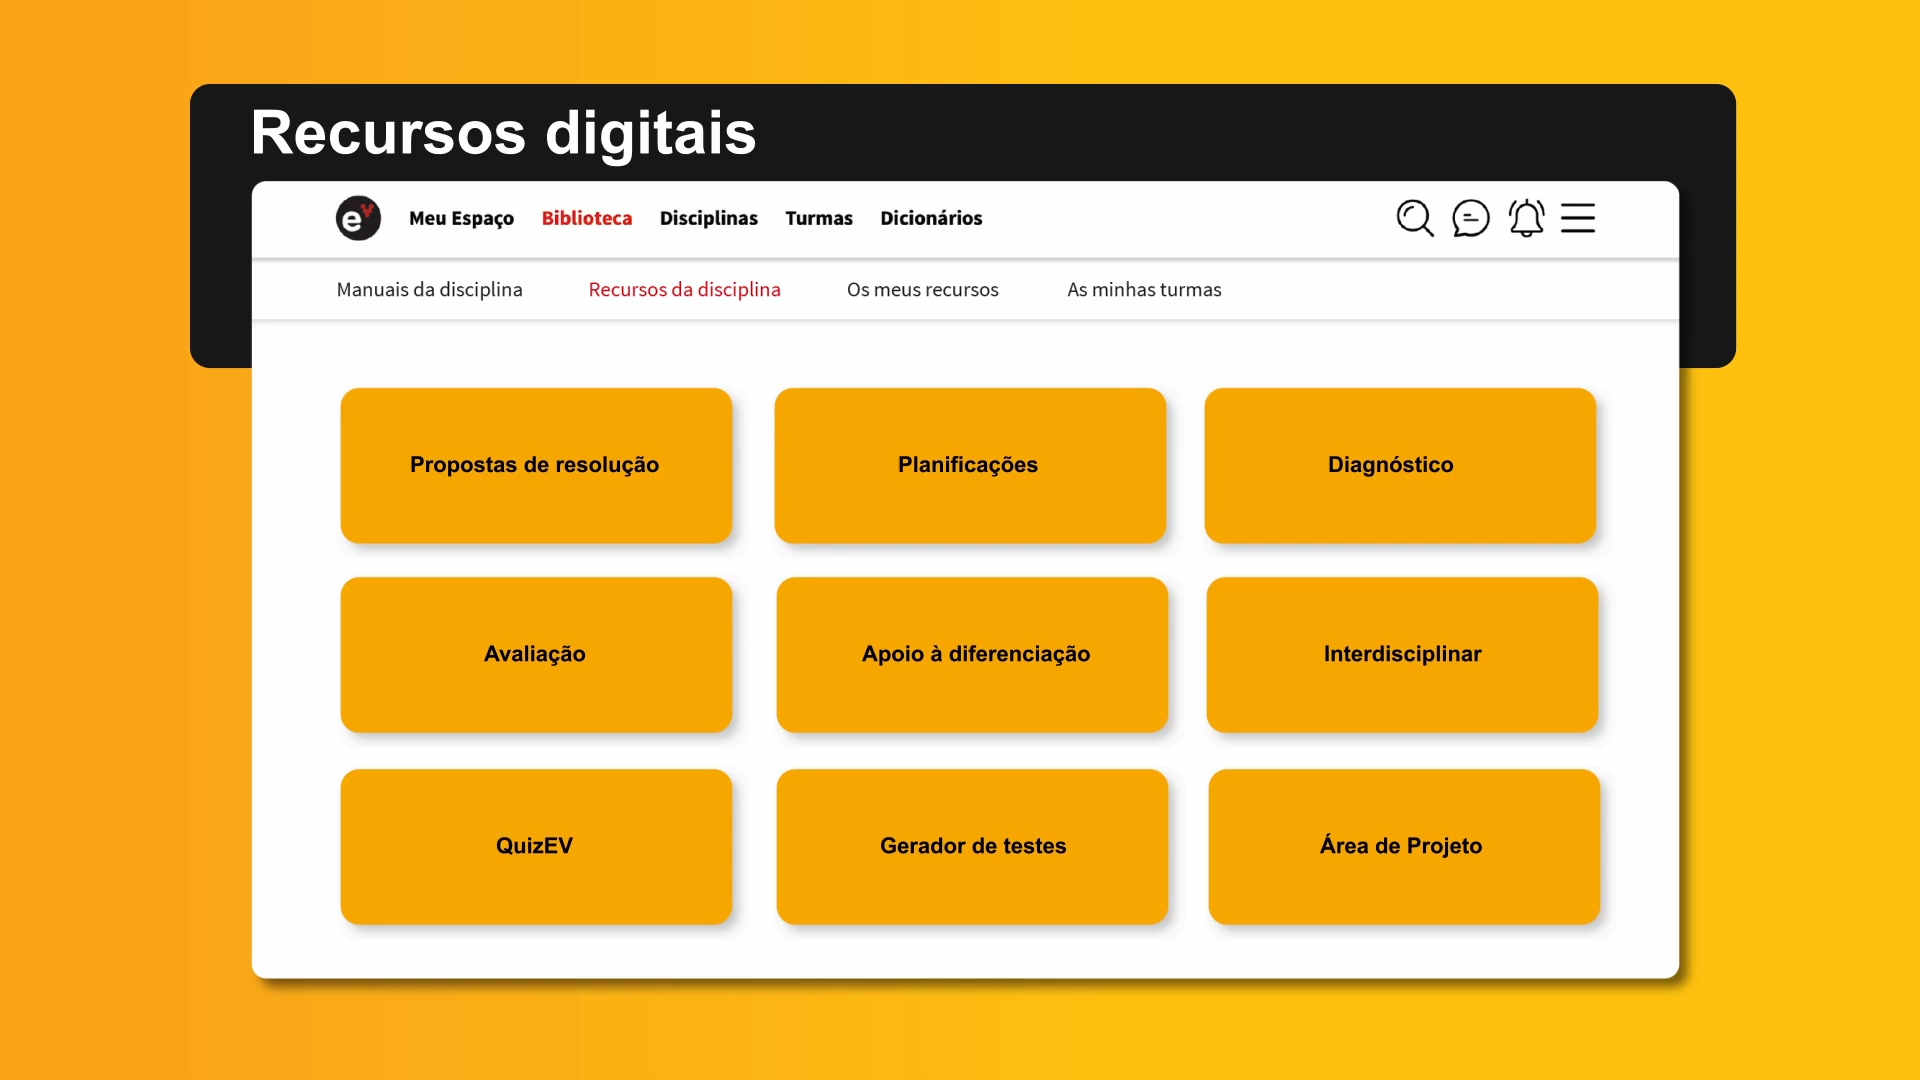 Recursos digitais
ev Meu Espaço Biblioteca Disciplinas Turmas Dicionários
Manuais da disciplina Recursos da disciplina Os meus recursos As minhas turmas
Propostas de resolução Planificações Diagnóstico
Avaliação Apoio à diferenciação Interdisciplinar
QuizEV Gerador de testes Área de Projeto